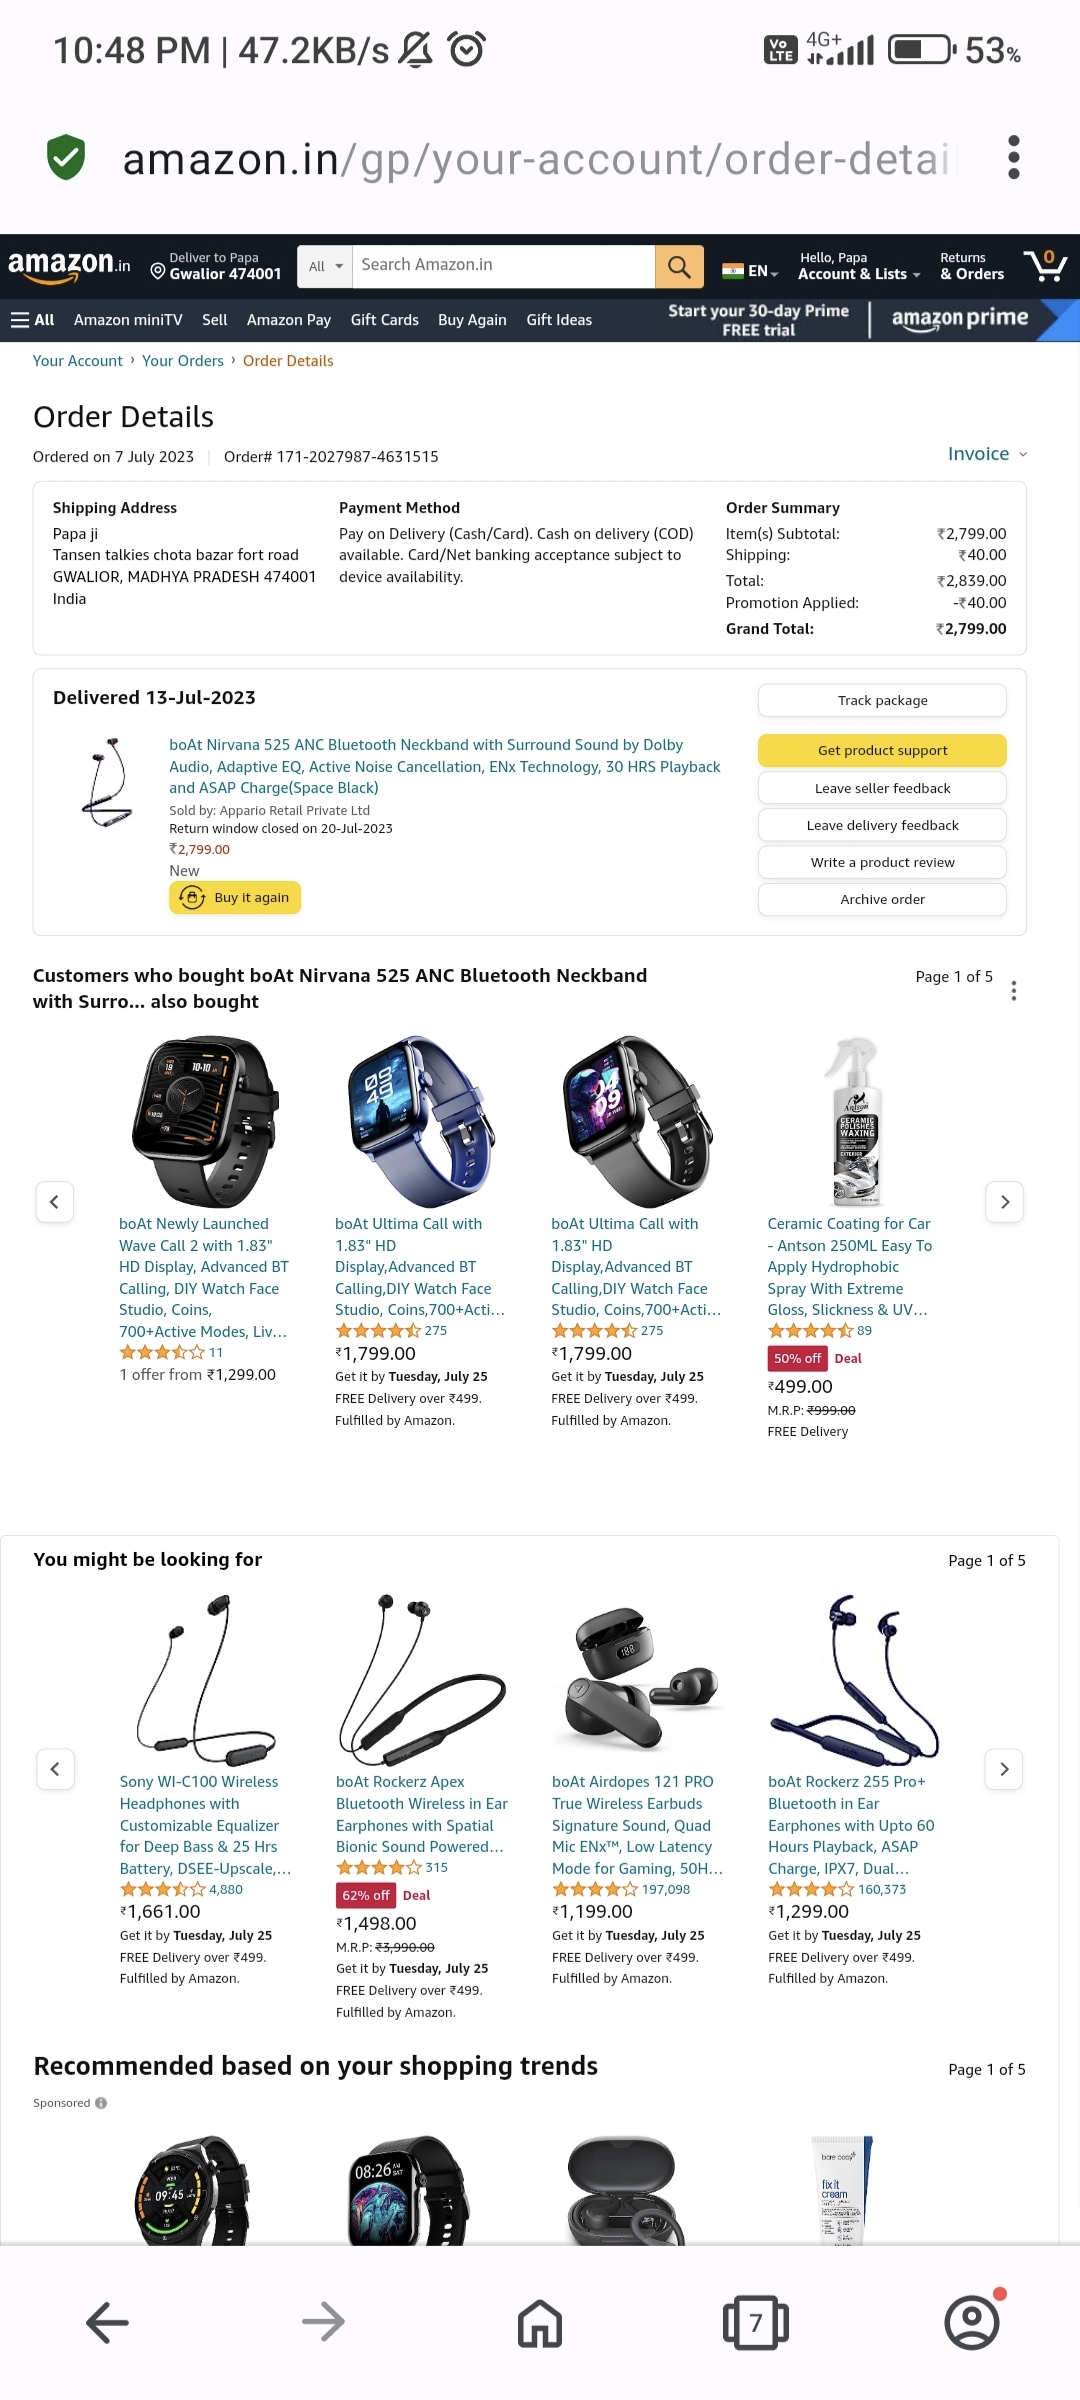 10:48 PM | 47.2KB/s
Vo LTE 4G+ 53%
amazon.in/gp/your-account/order-detai
amazon.in
Deliver to Papa
Gwalior 474001
All
Search Amazon.in
EN
Hello, Papa
Account & Lists
Returns
& Orders
0
All Amazon miniTV Sell Amazon Pay Gift Cards Buy Again Gift Ideas
Start your 30-day Prime
FREE trial
amazon prime
Your Account › Your Orders › Order Details
Order Details
Ordered on 7 July 2023 | Order# 171-2027987-4631515
Invoice
Shipping Address
Papa ji
Tansen talkies chota bazar fort road
GWALIOR, MADHYA PRADESH 474001
India
Payment Method
Pay on Delivery (Cash/Card). Cash on delivery (COD)
available. Card/Net banking acceptance subject to
device availability.
Order Summary
Item(s) Subtotal: ₹2,799.00
Shipping: ₹40.00
Total: ₹2,839.00
Promotion Applied: -₹40.00
Grand Total: ₹2,799.00
Delivered 13-Jul-2023
boAt Nirvana 525 ANC Bluetooth Neckband with Surround Sound by Dolby
Audio, Adaptive EQ, Active Noise Cancellation, ENx Technology, 30 HRS Playback
and ASAP Charge(Space Black)
Sold by: Appario Retail Private Ltd
Return window closed on 20-Jul-2023
₹2,799.00
New
Buy it again
Track package
Get product support
Leave seller feedback
Leave delivery feedback
Write a product review
Archive order
Customers who bought boAt Nirvana 525 ANC Bluetooth Neckband
with Surro... also bought
Page 1 of 5
boAt Newly Launched
Wave Call 2 with 1.83"
HD Display, Advanced BT
Calling, DIY Watch Face
Studio, Coins,
700+Active Modes, Liv…
11
1 offer from ₹1,299.00
boAt Ultima Call with
1.83" HD
Display,Advanced BT
Calling,DIY Watch Face
Studio, Coins,700+Acti…
275
₹1,799.00
Get it by Tuesday, July 25
FREE Delivery over ₹499.
Fulfilled by Amazon.
boAt Ultima Call with
1.83" HD
Display,Advanced BT
Calling,DIY Watch Face
Studio, Coins,700+Acti…
275
₹1,799.00
Get it by Tuesday, July 25
FREE Delivery over ₹499.
Fulfilled by Amazon.
Antson
CERAMIC
POLISHES
WAXING
EXTERIOR
Ceramic Coating for Car
- Antson 250ML Easy To
Apply Hydrophobic
Spray With Extreme
Gloss, Slickness & UV…
89
50% off Deal
₹499.00
M.R.P: ₹999.00
FREE Delivery
You might be looking for
Page 1 of 5
Sony WI-C100 Wireless
Headphones with
Customizable Equalizer
for Deep Bass & 25 Hrs
Battery, DSEE-Upscale,…
4,880
₹1,661.00
Get it by Tuesday, July 25
FREE Delivery over ₹499.
Fulfilled by Amazon.
boAt Rockerz Apex
Bluetooth Wireless in Ear
Earphones with Spatial
Bionic Sound Powered…
315
62% off Deal
₹1,498.00
M.R.P: ₹3,990.00
Get it by Tuesday, July 25
FREE Delivery over ₹499.
Fulfilled by Amazon.
boAt Airdopes 121 PRO
True Wireless Earbuds
Signature Sound, Quad
Mic ENx™, Low Latency
Mode for Gaming, 50H…
197,098
₹1,199.00
Get it by Tuesday, July 25
FREE Delivery over ₹499.
Fulfilled by Amazon.
boAt Rockerz 255 Pro+
Bluetooth in Ear
Earphones with Upto 60
Hours Playback, ASAP
Charge, IPX7, Dual…
160,373
₹1,299.00
Get it by Tuesday, July 25
FREE Delivery over ₹499.
Fulfilled by Amazon.
Recommended based on your shopping trends
Page 1 of 5
Sponsored
09:45
08:26
fix it
cream
7